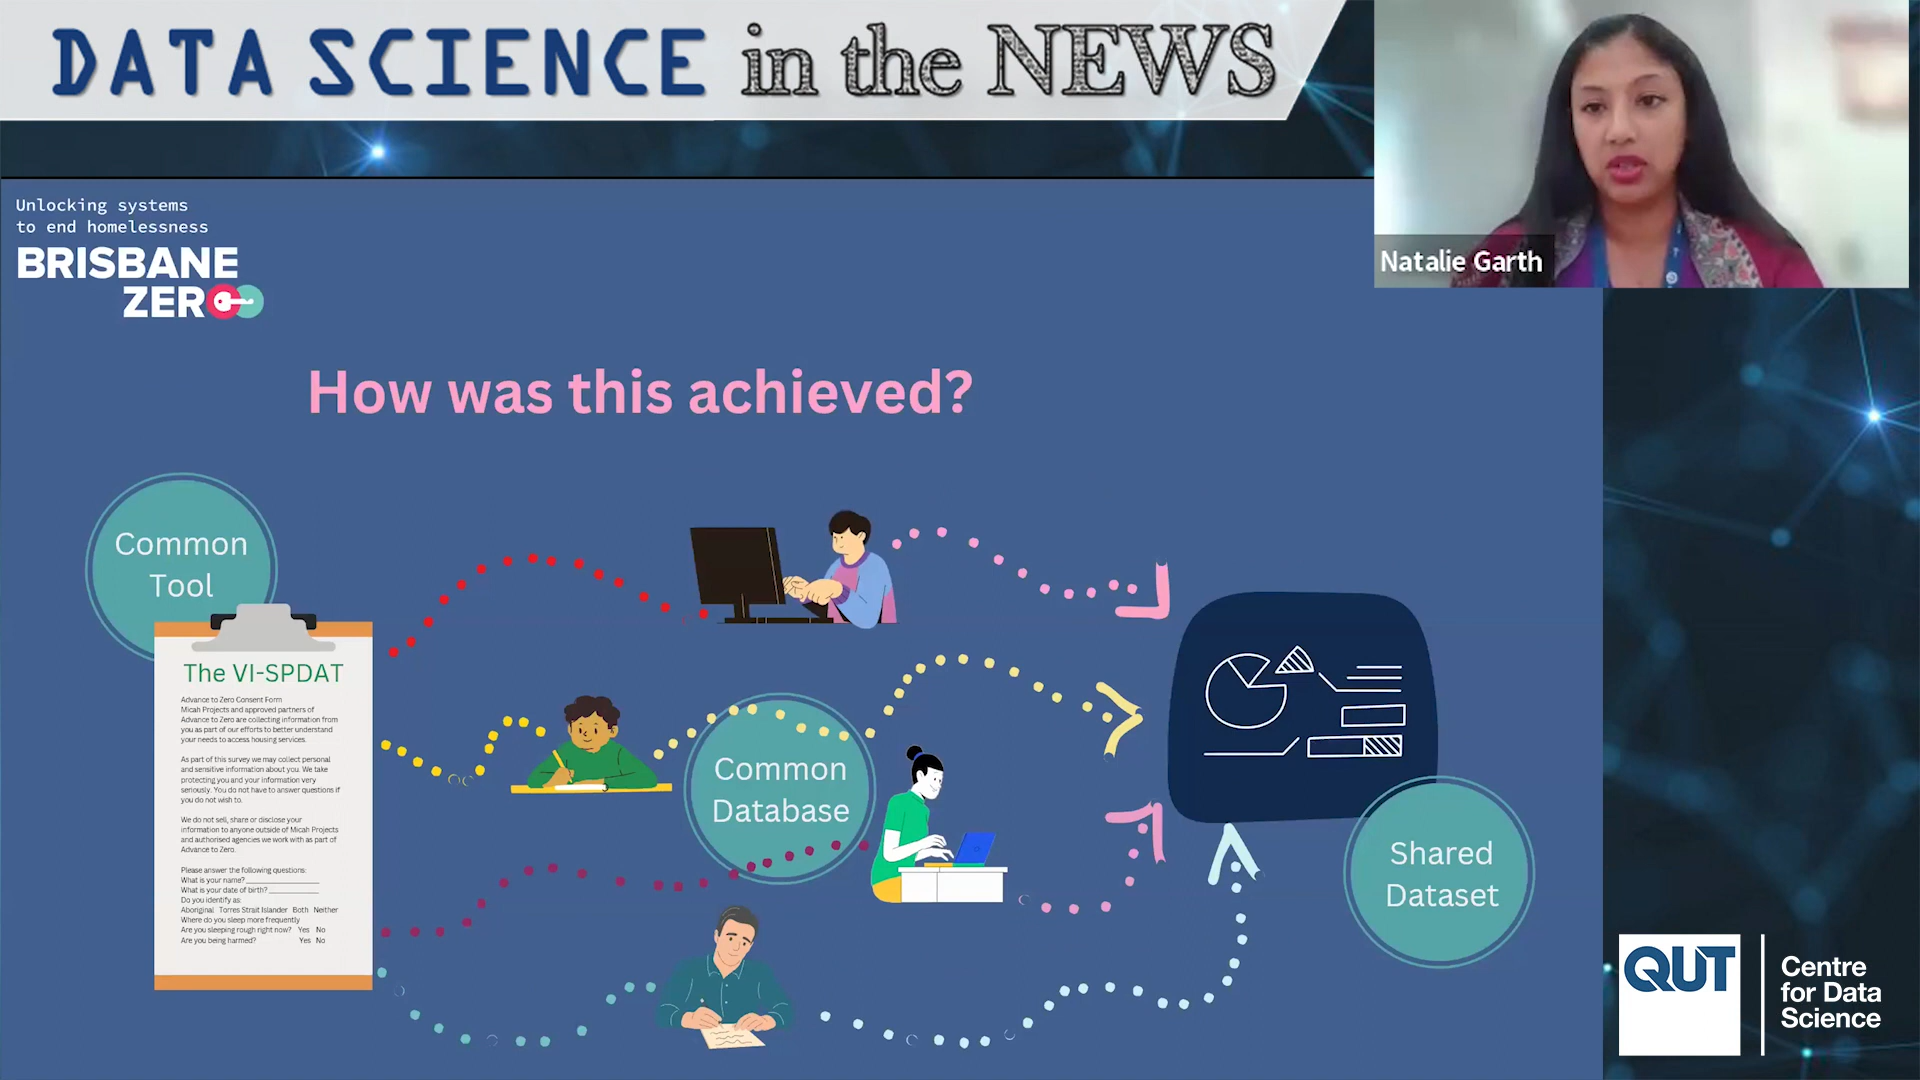 DATA SCIENCE in the NEWS
Natalie Garth
Unlocking systems
to end homelessness
BRISBANE
ZERO
How was this achieved?
Common
Tool
The VI-SPDAT
Advance to Zero Consent Form
Micah Projects and approved partners of
Advance to Zero are collecting information from
you as part of our efforts to better understand
your needs to access housing services.
As part of this survey we may collect personal
and sensitive information about you. We take
protecting you and your information very
seriously. You do not have to answer questions if
you do not wish to.
We do not sell, share or disclose your
information to anyone outside of Micah Projects
and authorised agencies we work with as part of
Advance to Zero.
Please answer the following questions:
What is your name?
What is your date of birth?
Do you identify as:
Aboriginal Torres Strait Islander Both Neither
Where do you sleep more frequently
Are you sleeping rough right now? Yes No
Are you being harmed? Yes No
Common
Database
Shared
Dataset
QUT
Centre
for Data
Science